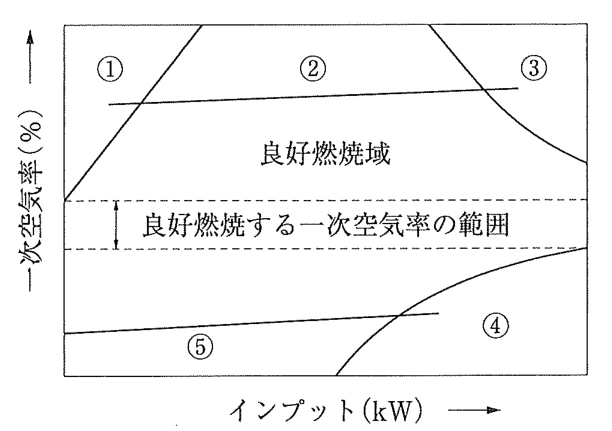 一次空気率(%)
①
②
③
良好燃焼域
良好燃焼する一次空気率の範囲
④
⑤
インプット(kW)